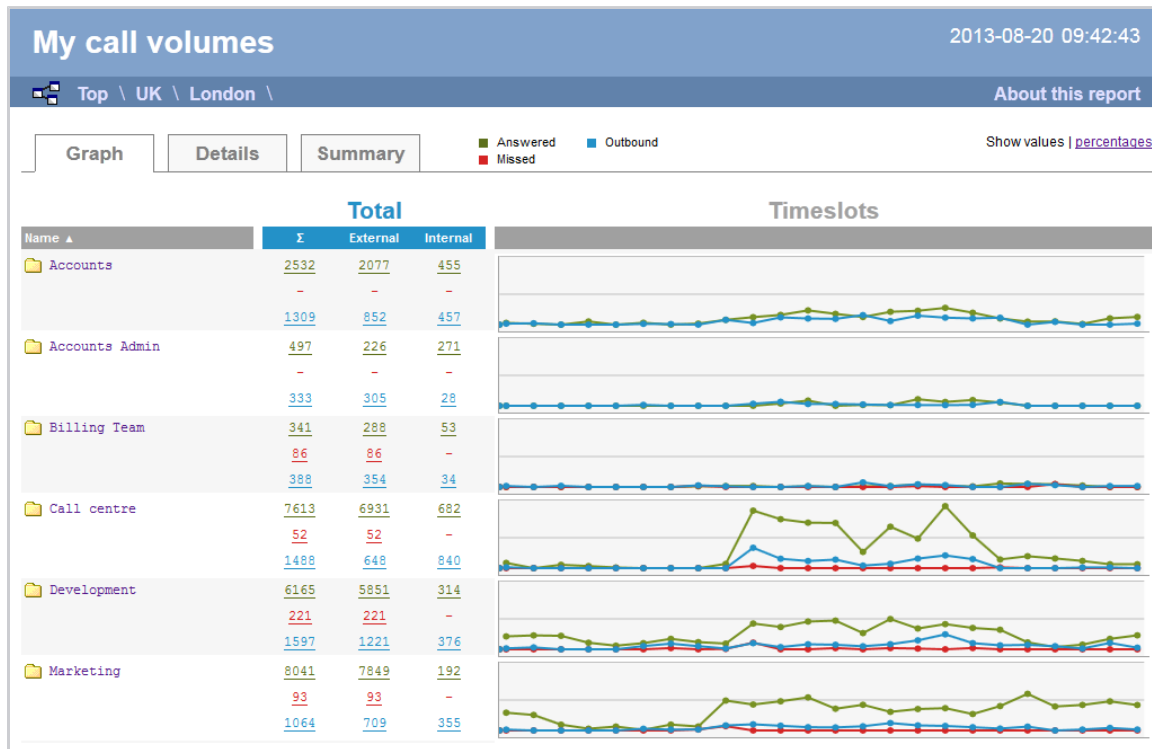 My call volumes
2013-08-20 09:42:43
Top \ UK \ London \
About this report
Graph
Details
Summary
Answered
Outbound
Missed
Show values | percentages
Total
Timeslots
Name ▲
Σ External Internal
Accounts 2532 2077 455
- - -
1309 852 457
Accounts Admin 497 226 271
- - -
333 305 28
Billing Team 341 288 53
86 86 -
388 354 34
Call centre 7613 6931 682
52 52 -
1488 648 840
Development 6165 5851 314
221 221 -
1597 1221 376
Marketing 8041 7849 192
93 93 -
1064 709 355